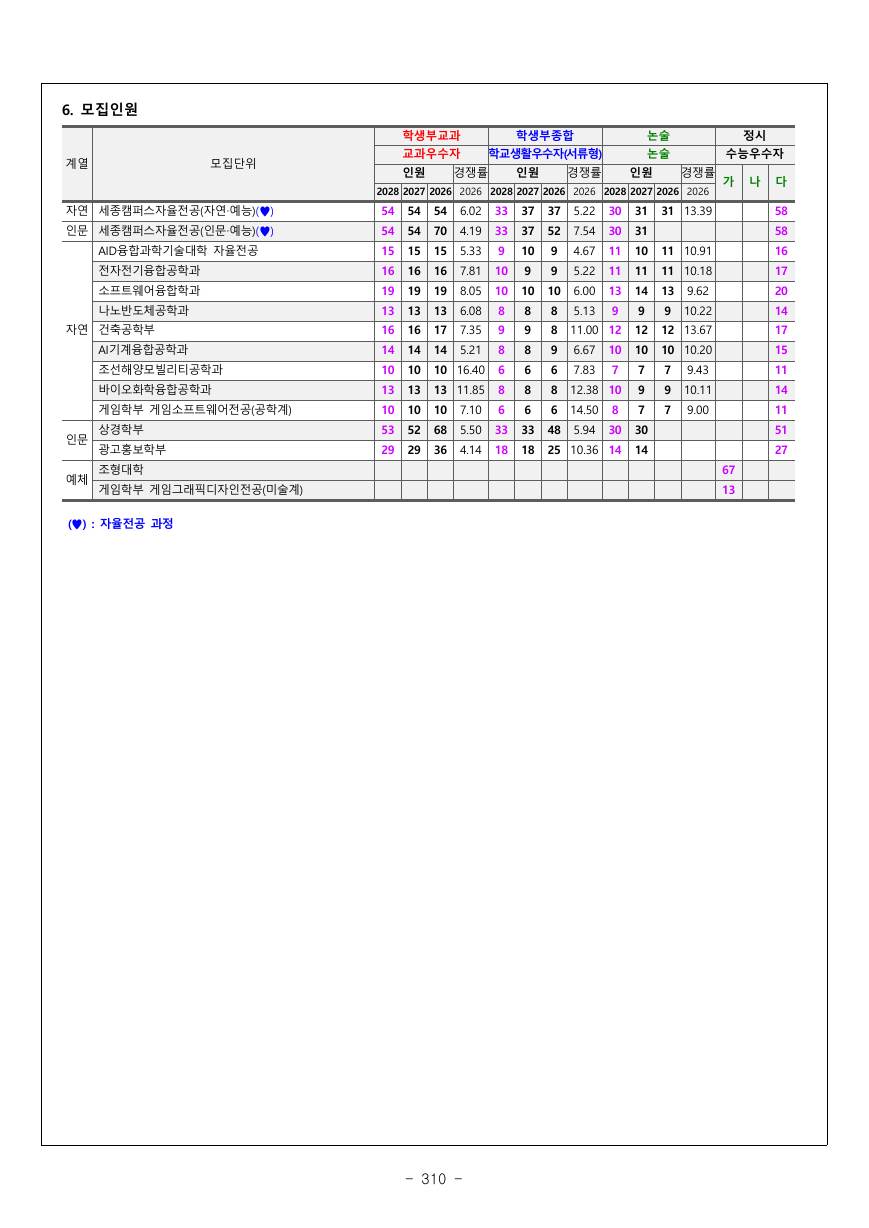 6. 모집인원
계열 모집단위 학생부교과 학생부종합 논술 정시
교과우수자 학교생활우수자(서류형) 논술 수능우수자
인원 경쟁률 인원 경쟁률 인원 경쟁률 가 나 다
2028 2027 2026 2026 2028 2027 2026 2026 2028 2027 2026 2026
자연 세종캠퍼스자율전공(자연·예능)(♥) 54 54 54 6.02 33 37 37 5.22 30 31 31 13.39 58
인문 세종캠퍼스자율전공(인문·예능)(♥) 54 54 70 4.19 33 37 52 7.54 30 31 58
자연 AID융합과학기술대학 자율전공 15 15 15 5.33 9 10 9 4.67 11 10 11 10.91 16
전자전기융합공학과 16 16 16 7.81 10 9 9 5.22 11 11 11 10.18 17
소프트웨어융합학과 19 19 19 8.05 10 10 10 6.00 13 14 13 9.62 20
나노반도체공학과 13 13 13 6.08 8 8 8 5.13 9 9 9 10.22 14
건축공학부 16 16 17 7.35 9 9 8 11.00 12 12 12 13.67 17
AI기계융합공학과 14 14 14 5.21 8 8 9 6.67 10 10 10 10.20 15
조선해양모빌리티공학과 10 10 10 16.40 6 6 6 7.83 7 7 7 9.43 11
바이오화학융합공학과 13 13 13 11.85 8 8 8 12.38 10 9 9 10.11 14
게임학부 게임소프트웨어전공(공학계) 10 10 10 7.10 6 6 6 14.50 8 7 7 9.00 11
인문 상경학부 53 52 68 5.50 33 33 48 5.94 30 30 51
광고홍보학부 29 29 36 4.14 18 18 25 10.36 14 14 27
예체 조형대학 67
게임학부 게임그래픽디자인전공(미술계) 13
(♥) : 자율전공 과정
- 310 -